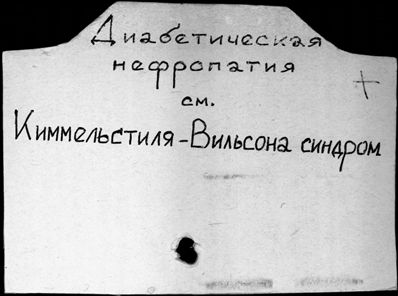 Диабетическая
нефропатия
+
см.
Киммельстиля-Вильсона синдром